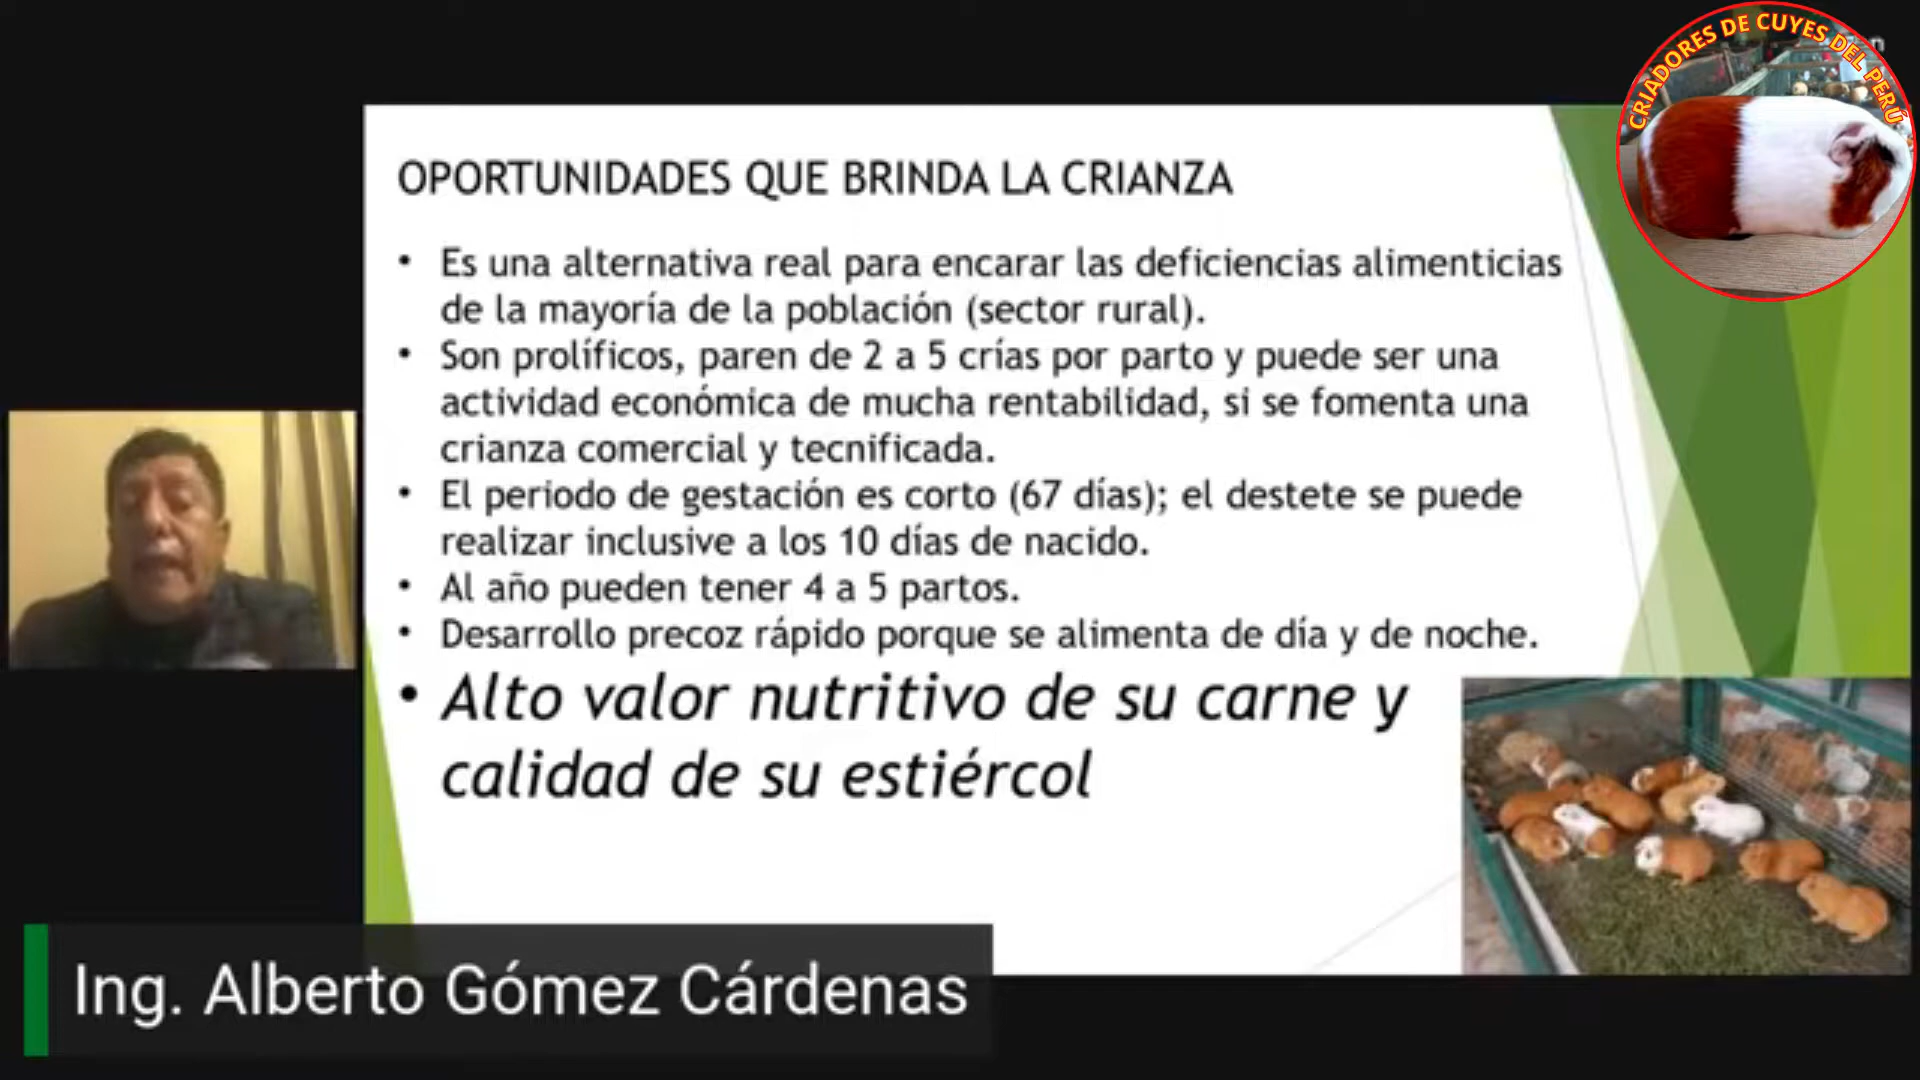 CRIADORES DE CUYES DEL PERÚ
OPORTUNIDADES QUE BRINDA LA CRIANZA
• Es una alternativa real para encarar las deficiencias alimenticias
de la mayoría de la población (sector rural).
• Son prolíficos, paren de 2 a 5 crías por parto y puede ser una
actividad económica de mucha rentabilidad, si se fomenta una
crianza comercial y tecnificada.
• El periodo de gestación es corto (67 días); el destete se puede
realizar inclusive a los 10 días de nacido.
• Al año pueden tener 4 a 5 partos.
• Desarrollo precoz rápido porque se alimenta de día y de noche.
• Alto valor nutritivo de su carne y
calidad de su estiércol
Ing. Alberto Gómez Cárdenas